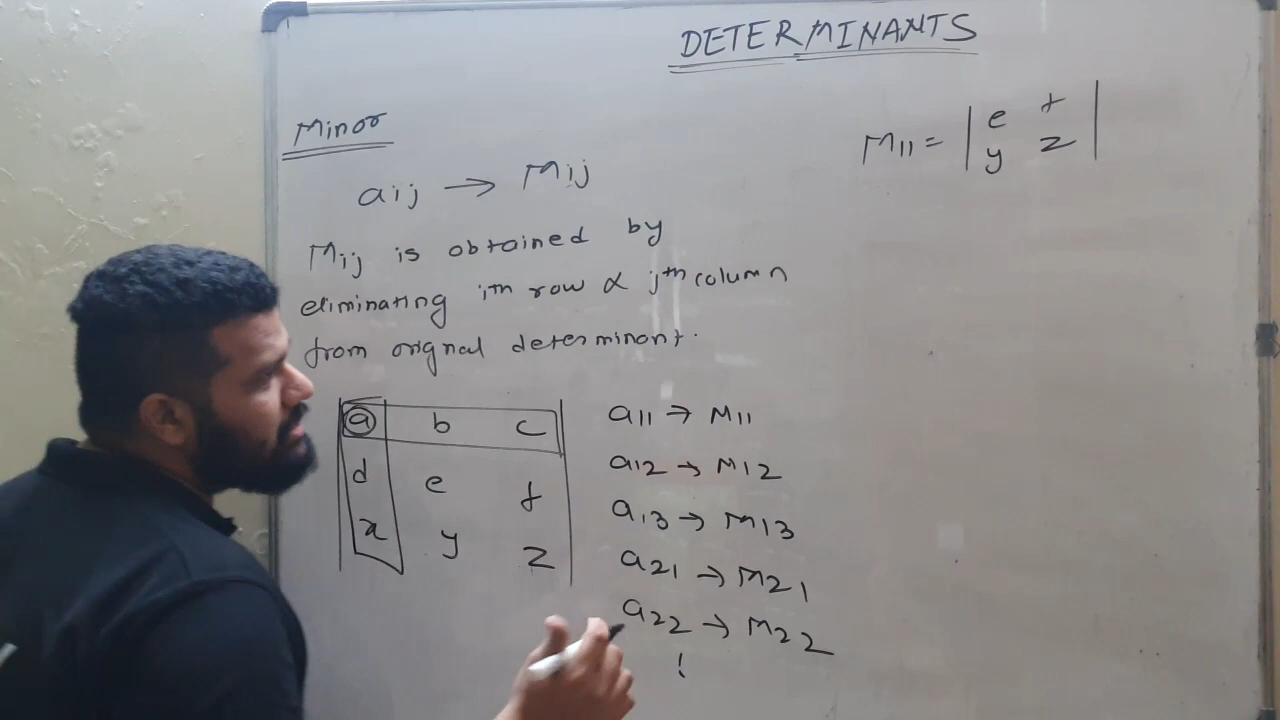 DETERMINANTS
Minor
aij → Mij
Mij is obtained by
eliminating ith row & jth column
from orignal determinant.
a b c
d e f
x y z
a11 → M11
a12 → M12
a13 → M13
a21 → M21
a22 → M22
M11 = | e f |
| y z |